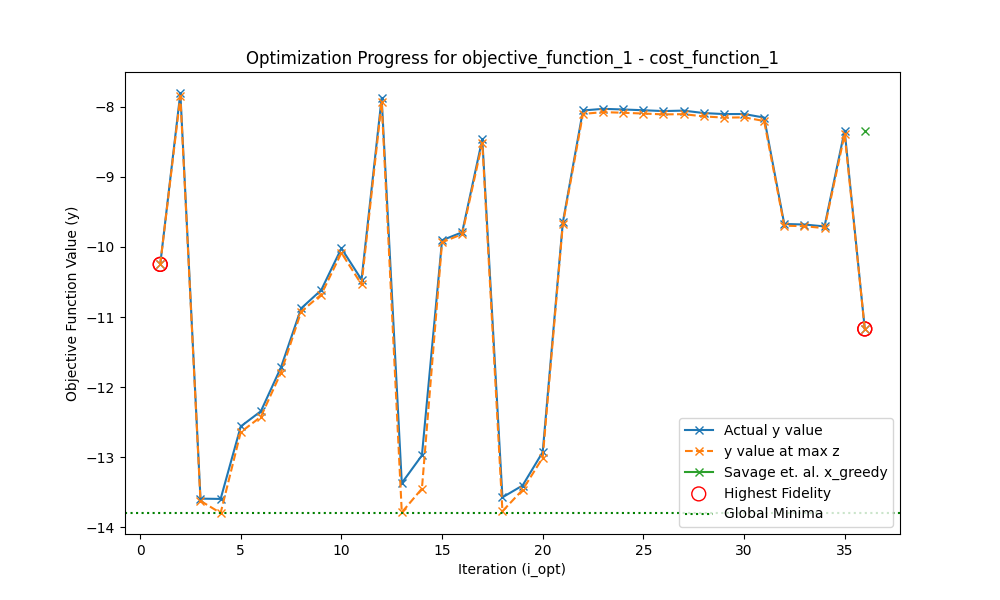 Optimization Progress for objective_function_1 - cost_function_1
Objective Function Value (y)
−8
−9
−10
−11
−12
−13
−14
0
5
10
15
20
25
30
35
Iteration (i_opt)
Actual y value
y value at max z
Savage et. al. x_greedy
Highest Fidelity
Global Minima